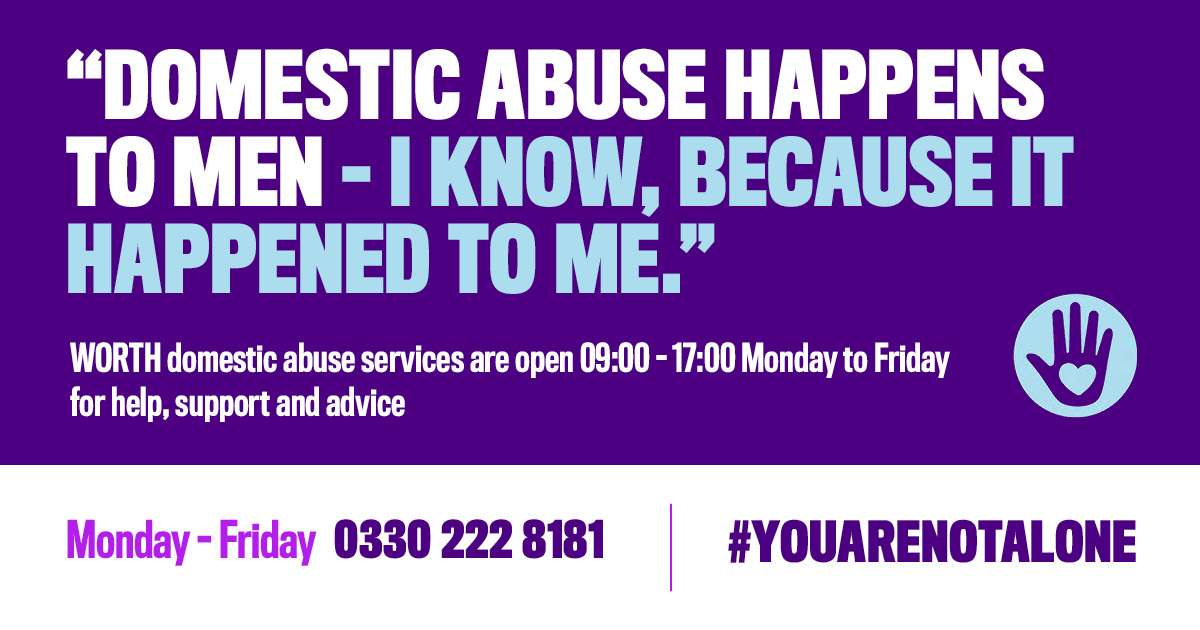 “DOMESTIC ABUSE HAPPENS
TO MEN - I KNOW, BECAUSE IT
HAPPENED TO ME.”
WORTH domestic abuse services are open 09:00 - 17:00 Monday to Friday
for help, support and advice
Monday - Friday 0330 222 8181
#YOUARENOTALONE